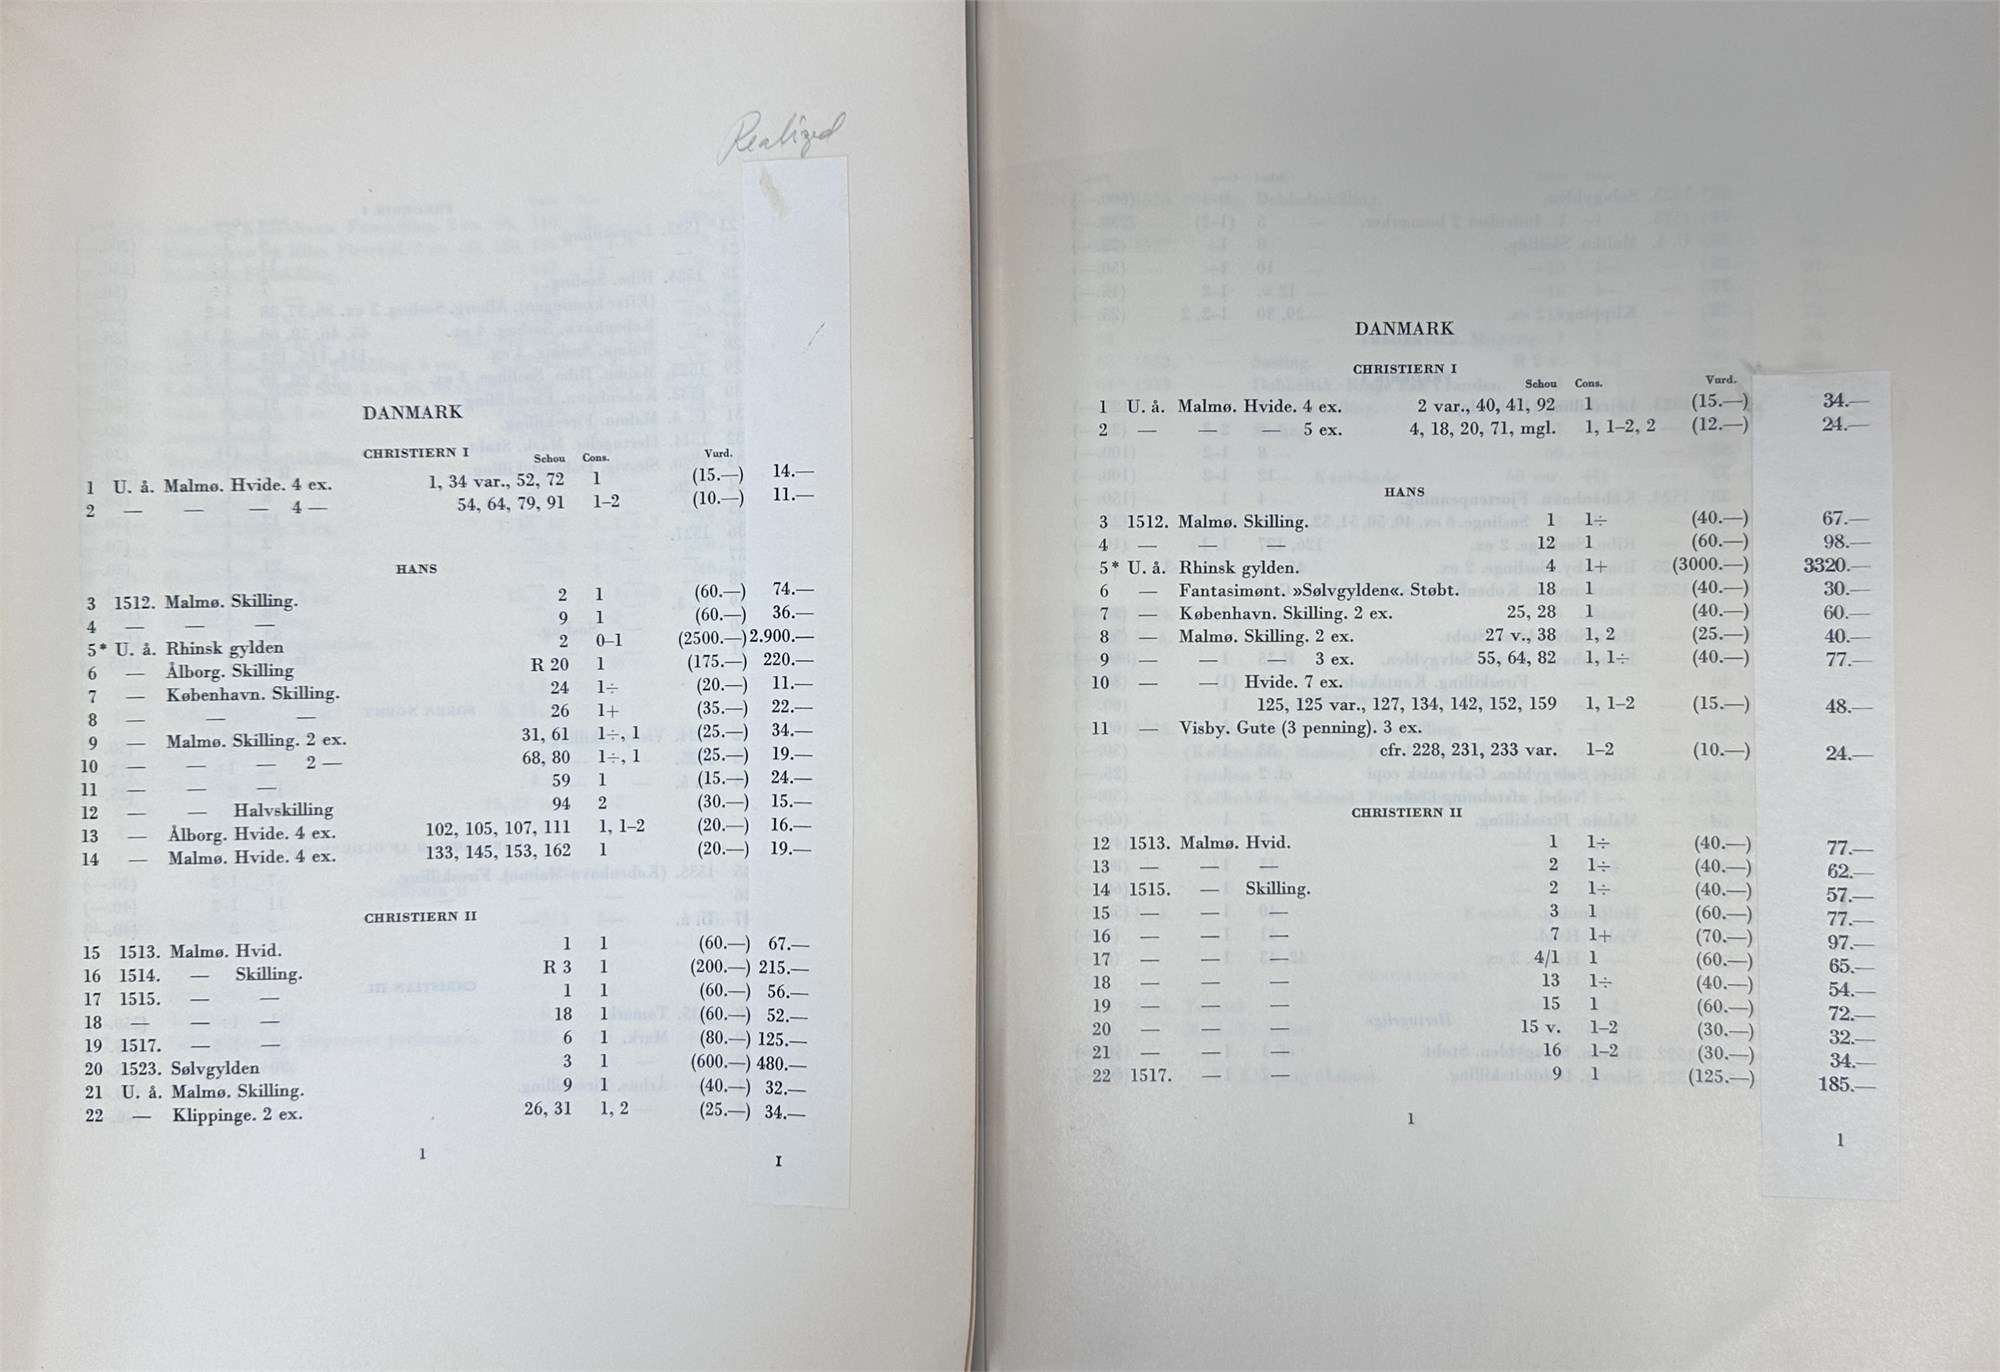 Realized
DANMARK
CHRISTIERN I
Schou Cons. Vurd.
1 U. å. Malmø. Hvide. 4 ex. 1, 34 var., 52, 72 1 (15.—) 14.—
2 — — — 4 — 54, 64, 79, 91 1–2 (10.—) 11.—
HANS
3 1512. Malmø. Skilling. 2 1 (60.—) 74.—
4 — — — 9 1 (60.—) 36.—
5* U. å. Rhinsk gylden 2 0–1 (2500.—) 2.900.—
6 — Ålborg. Skilling R 20 1 (175.—) 220.—
7 — København. Skilling. 24 1÷ (20.—) 11.—
8 — — — 26 1+ (35.—) 22.—
9 — Malmø. Skilling. 2 ex. 31, 61 1÷, 1 (25.—) 34.—
10 — — — 2 — 68, 80 1÷, 1 (25.—) 19.—
11 — — — 59 1 (15.—) 24.—
12 — — Halvskilling 94 2 (30.—) 15.—
13 — Ålborg. Hvide. 4 ex. 102, 105, 107, 111 1, 1–2 (20.—) 16.—
14 — Malmø. Hvide. 4 ex. 133, 145, 153, 162 1 (20.—) 19.—
CHRISTIERN II
15 1513. Malmø. Hvid. 1 1 (60.—) 67.—
16 1514. — Skilling. R 3 1 (200.—) 215.—
17 1515. — — 1 1 (60.—) 56.—
18 — — — 18 1 (60.—) 52.—
19 1517. — — 6 1 (80.—) 125.—
20 1523. Sølvgylden 3 1 (600.—) 480.—
21 U. å. Malmø. Skilling. 9 1 (40.—) 32.—
22 — Klippinge. 2 ex. 26, 31 1, 2 (25.—) 34.—
1 I
DANMARK
CHRISTIERN I
Schou Cons. Vurd.
1 U. å. Malmø. Hvide. 4 ex. 2 var., 40, 41, 92 1 (15.—) 34.—
2 — — — 5 ex. 4, 18, 20, 71, mgl. 1, 1–2, 2 (12.—) 24.—
HANS
3 1512. Malmø. Skilling. 1 1÷ (40.—) 67.—
4 — — — 12 1 (60.—) 98.—
5* U. å. Rhinsk gylden. 4 1+ (3000.—) 3320.—
6 — Fantasimønt. »Sølvgylden«. Støbt. 18 1 (40.—) 30.—
7 — København. Skilling. 2 ex. 25, 28 1 (40.—) 60.—
8 — Malmø. Skilling. 2 ex. 27 v., 38 1, 2 (25.—) 40.—
9 — — — 3 ex. 55, 64, 82 1, 1÷ (40.—) 77.—
10 — — Hvide. 7 ex.
125, 125 var., 127, 134, 142, 152, 159 1, 1–2 (15.—) 48.—
11 — Visby. Gute (3 penning). 3 ex.
cfr. 228, 231, 233 var. 1–2 (10.—) 24.—
CHRISTIERN II
12 1513. Malmø. Hvid. 1 1÷ (40.—) 77.—
13 — — — 2 1÷ (40.—) 62.—
14 1515. — Skilling. 2 1÷ (40.—) 57.—
15 — — — 3 1 (60.—) 77.—
16 — — — 7 1+ (70.—) 97.—
17 — — — 4/1 1 (60.—) 65.—
18 — — — 13 1÷ (40.—) 54.—
19 — — — 15 1 (60.—) 72.—
20 — — — 15 v. 1–2 (30.—) 32.—
21 — — — 16 1–2 (30.—) 34.—
22 1517. — — 9 1 (125.—) 185.—
1 1